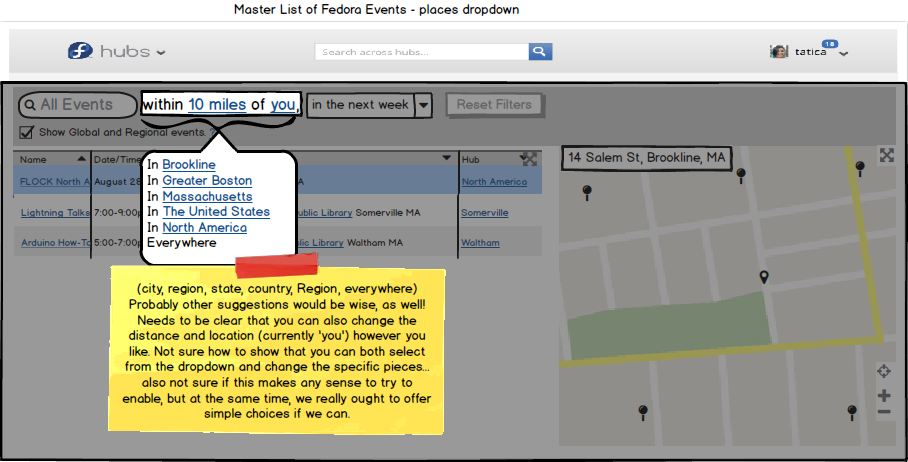 Master List of Fedora Events - places dropdown
hubs
Search across hubs...
18
tatica
All Events
within 10 miles of you,
in the next week
Reset Filters
Show Global and Regional events.
Name
Date/Time
Hub
FLOCK North A
August 28
A
North America
Lightning Talks
7:00-9:00p
ublic Library Somerville MA
Somerville
Arduino How-To
5:00-7:00p
ublic Library Waltham MA
Waltham
In Brookline
In Greater Boston
In Massachusetts
In The United States
In North America
Everywhere
14 Salem St, Brookline, MA
(city, region, state, country, Region, everywhere)
Probably other suggestions would be wise, as well!
Needs to be clear that you can also change the
distance and location (currently 'you') however you
like. Not sure how to show that you can both select
from the dropdown and change the specific pieces...
also not sure if this makes any sense to try to
enable, but at the same time, we really ought to offer
simple choices if we can.